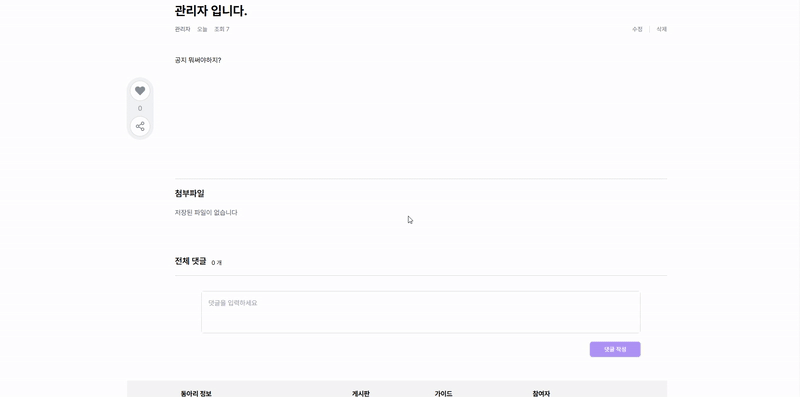 관리자 입니다.
관리자 오늘 조회 7 수정 | 삭제
공지 뭐써야하지?
0
첨부파일
저장된 파일이 없습니다
전체 댓글 0 개
댓글을 입력하세요
댓글 작성
동아리 정보 게시판 가이드 참여자